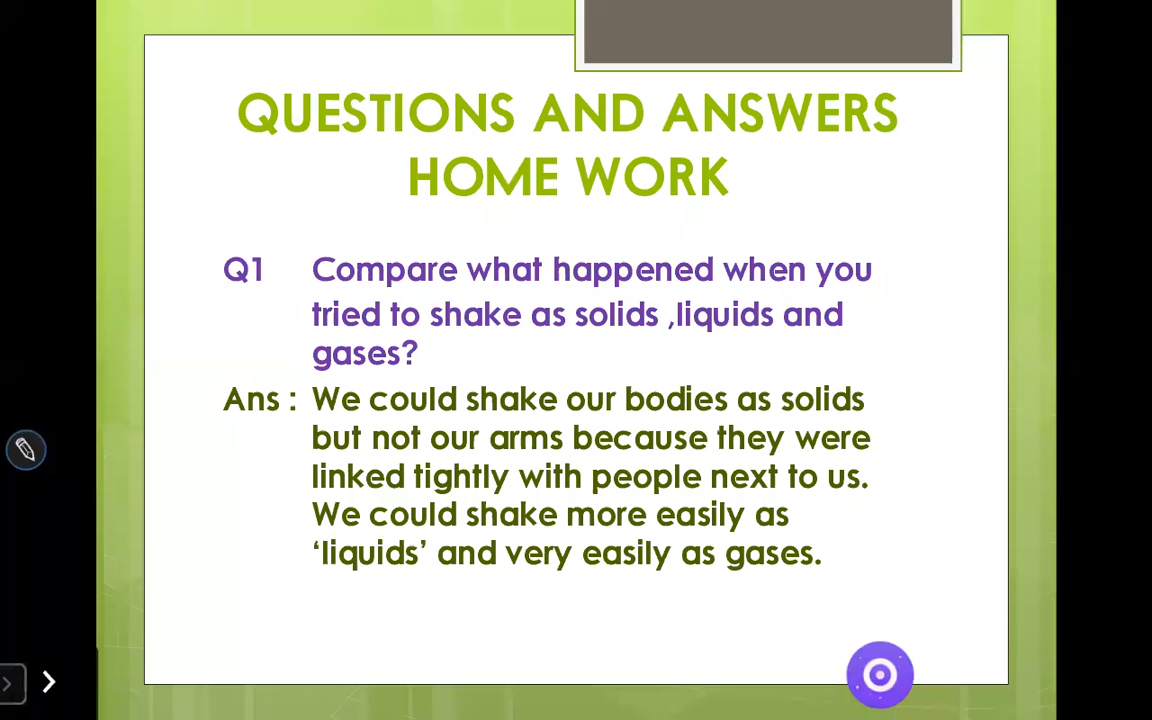 QUESTIONS AND ANSWERS
HOME WORK
Q1 Compare what happened when you
tried to shake as solids ,liquids and
gases?
Ans : We could shake our bodies as solids
but not our arms because they were
linked tightly with people next to us.
We could shake more easily as
‘liquids’ and very easily as gases.